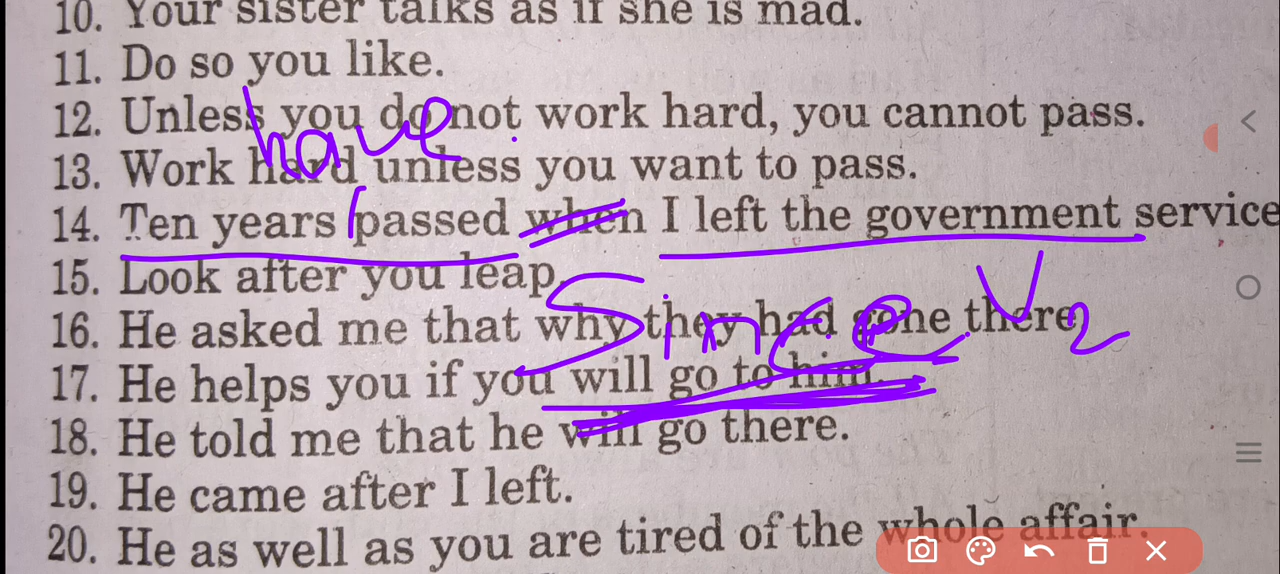 10. Your sister talks as if she is mad.
11. Do so you like.
12. Unless you do not work hard, you cannot pass.
have
13. Work hard unless you want to pass.
14. Ten years passed when I left the government service
15. Look after you leap.
Since V2
16. He asked me that why they had gone there.
17. He helps you if you will go to him.
18. He told me that he will go there.
19. He came after I left.
20. He as well as you are tired of the whole affair.